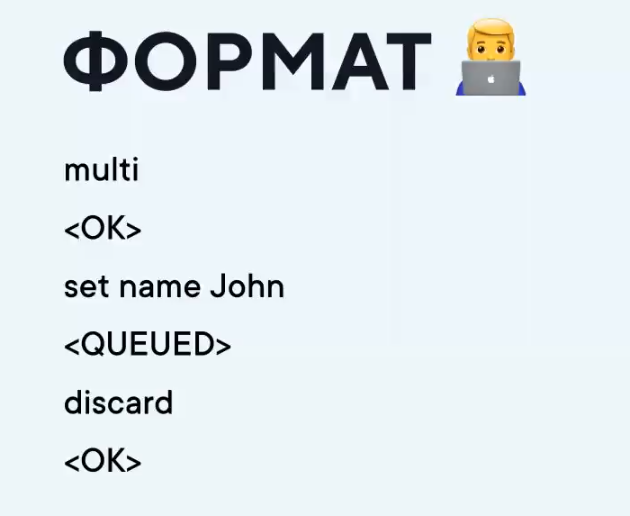 ФОРМАТ
multi
<OK>
set name John
<QUEUED>
discard
<OK>